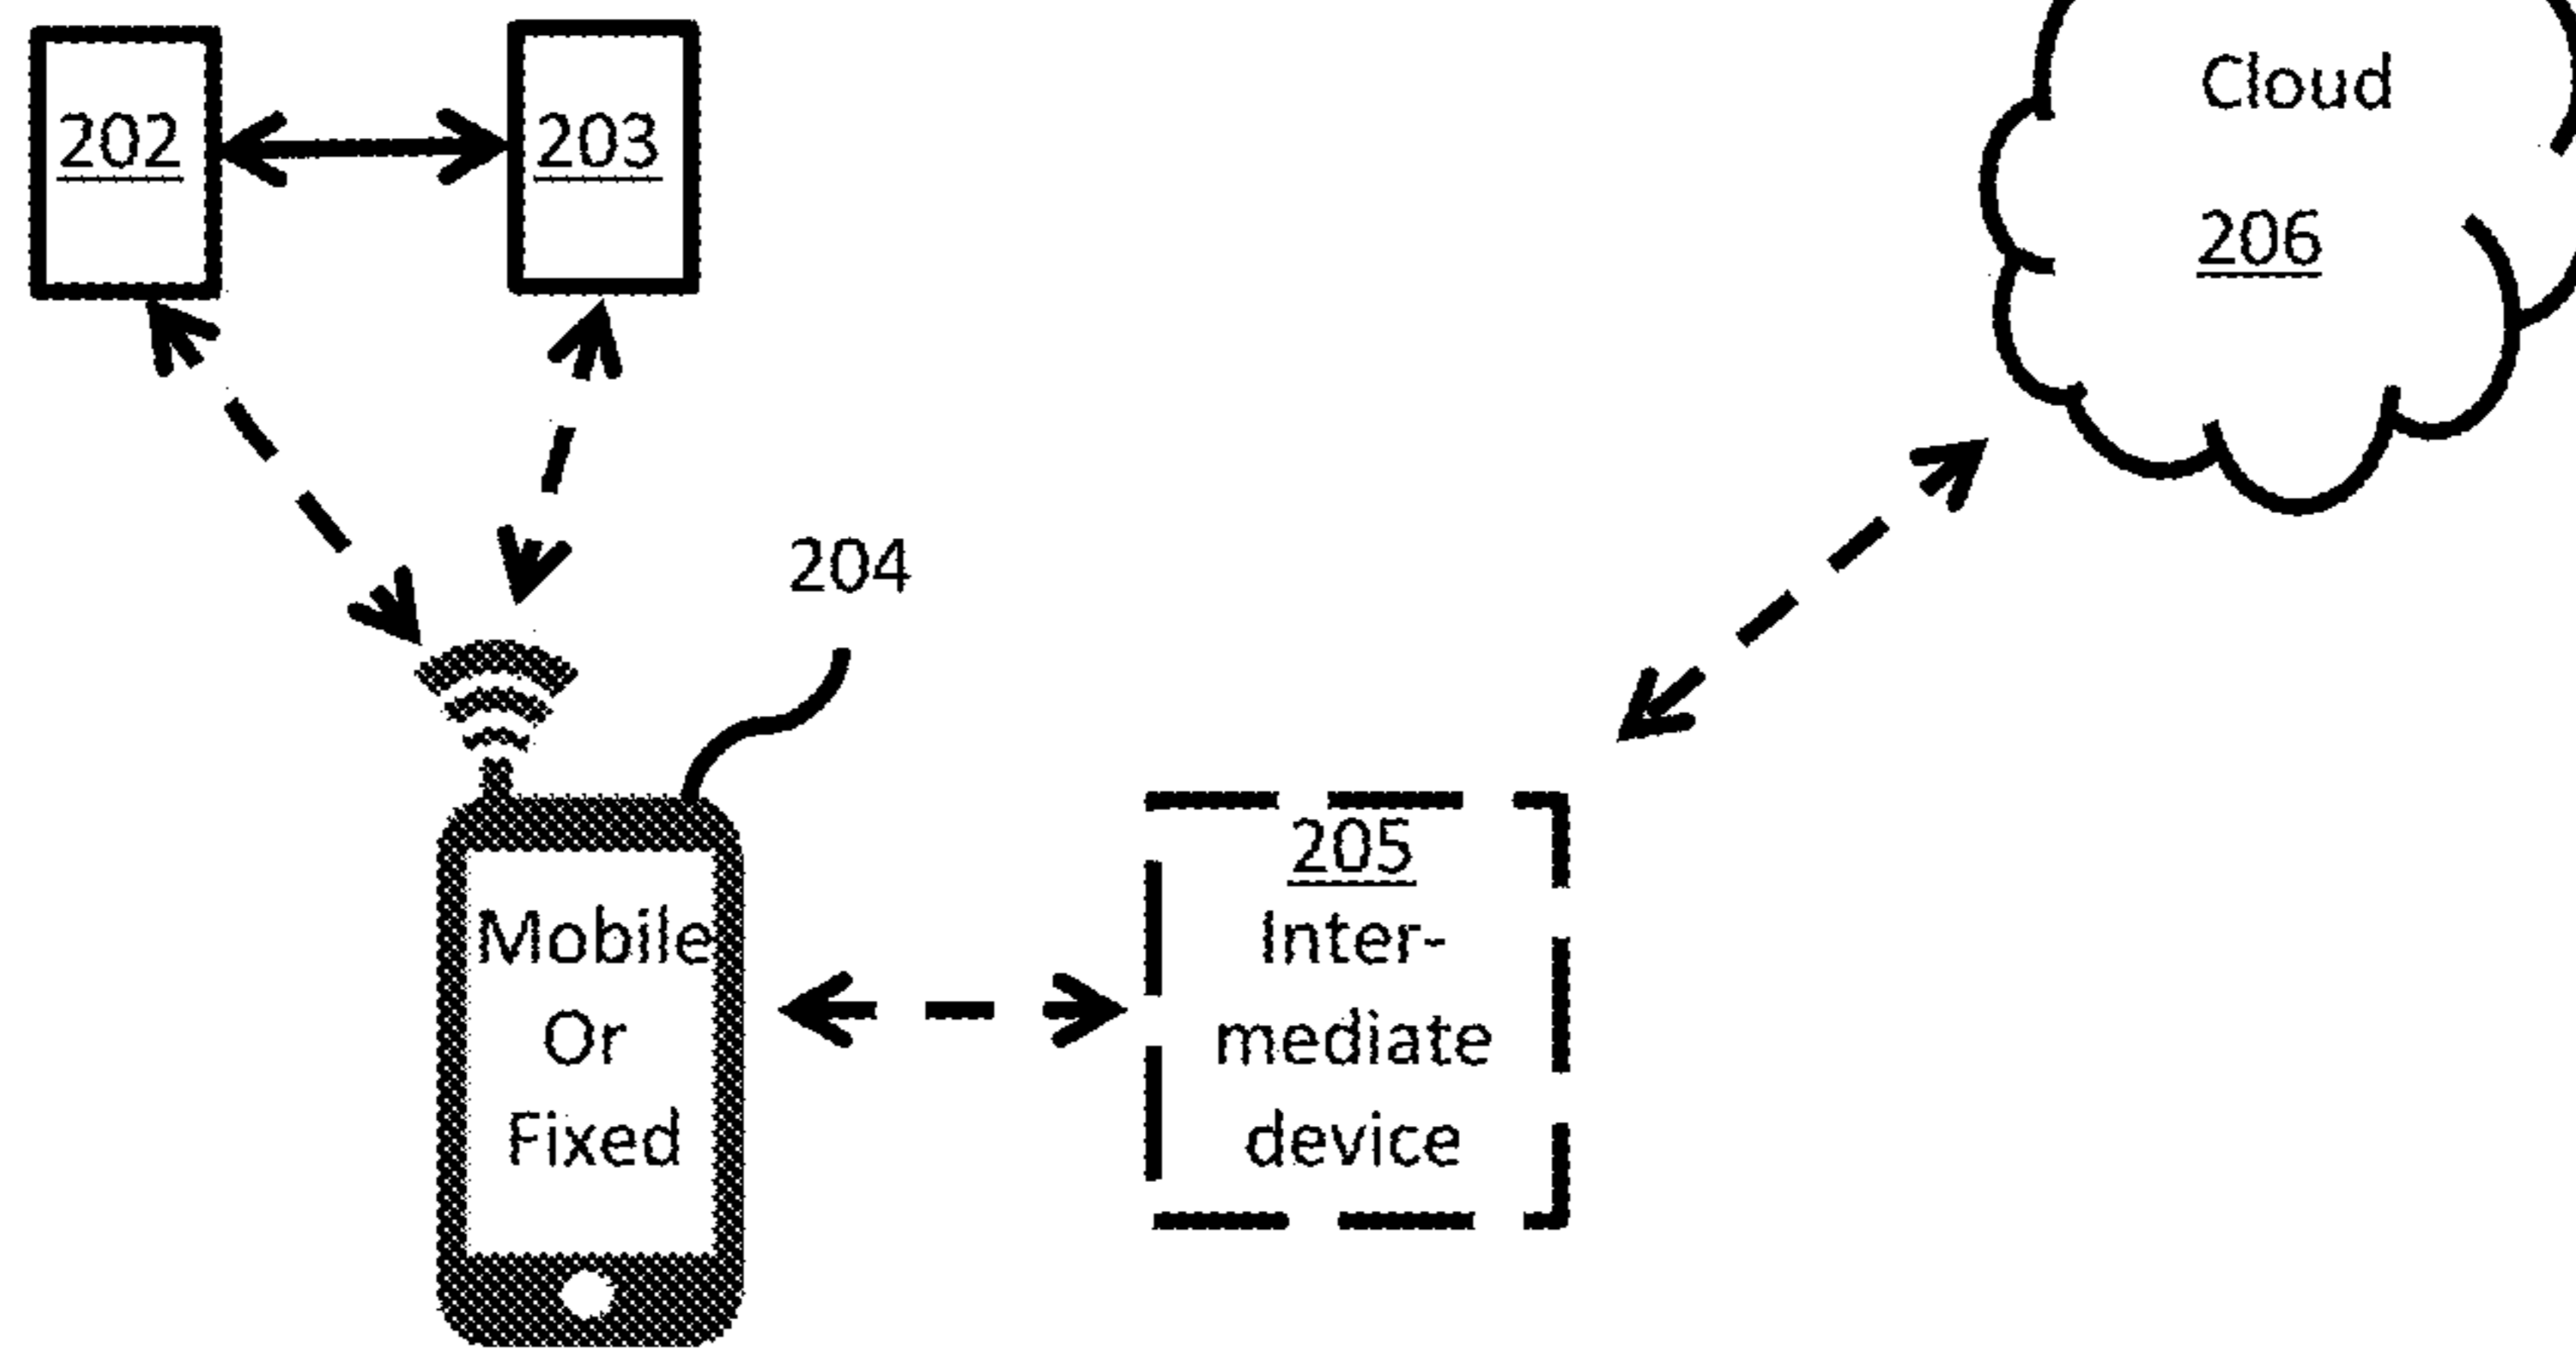 202
203
Cloud
206
204
Mobile
Or
Fixed
205
Inter-
mediate
device